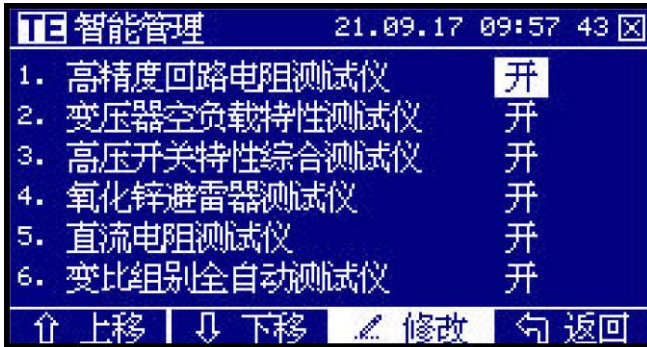 TE 智能管理 21.09.17 09:57 43
1. 高精度回路电阻测试仪 开
2. 变压器空负载特性测试仪 开
3. 高压开关特性综合测试仪 开
4. 氧化锌避雷器测试仪 开
5. 直流电阻测试仪 开
6. 变比组别全自动测试仪 开
上移 下移 修改 返回